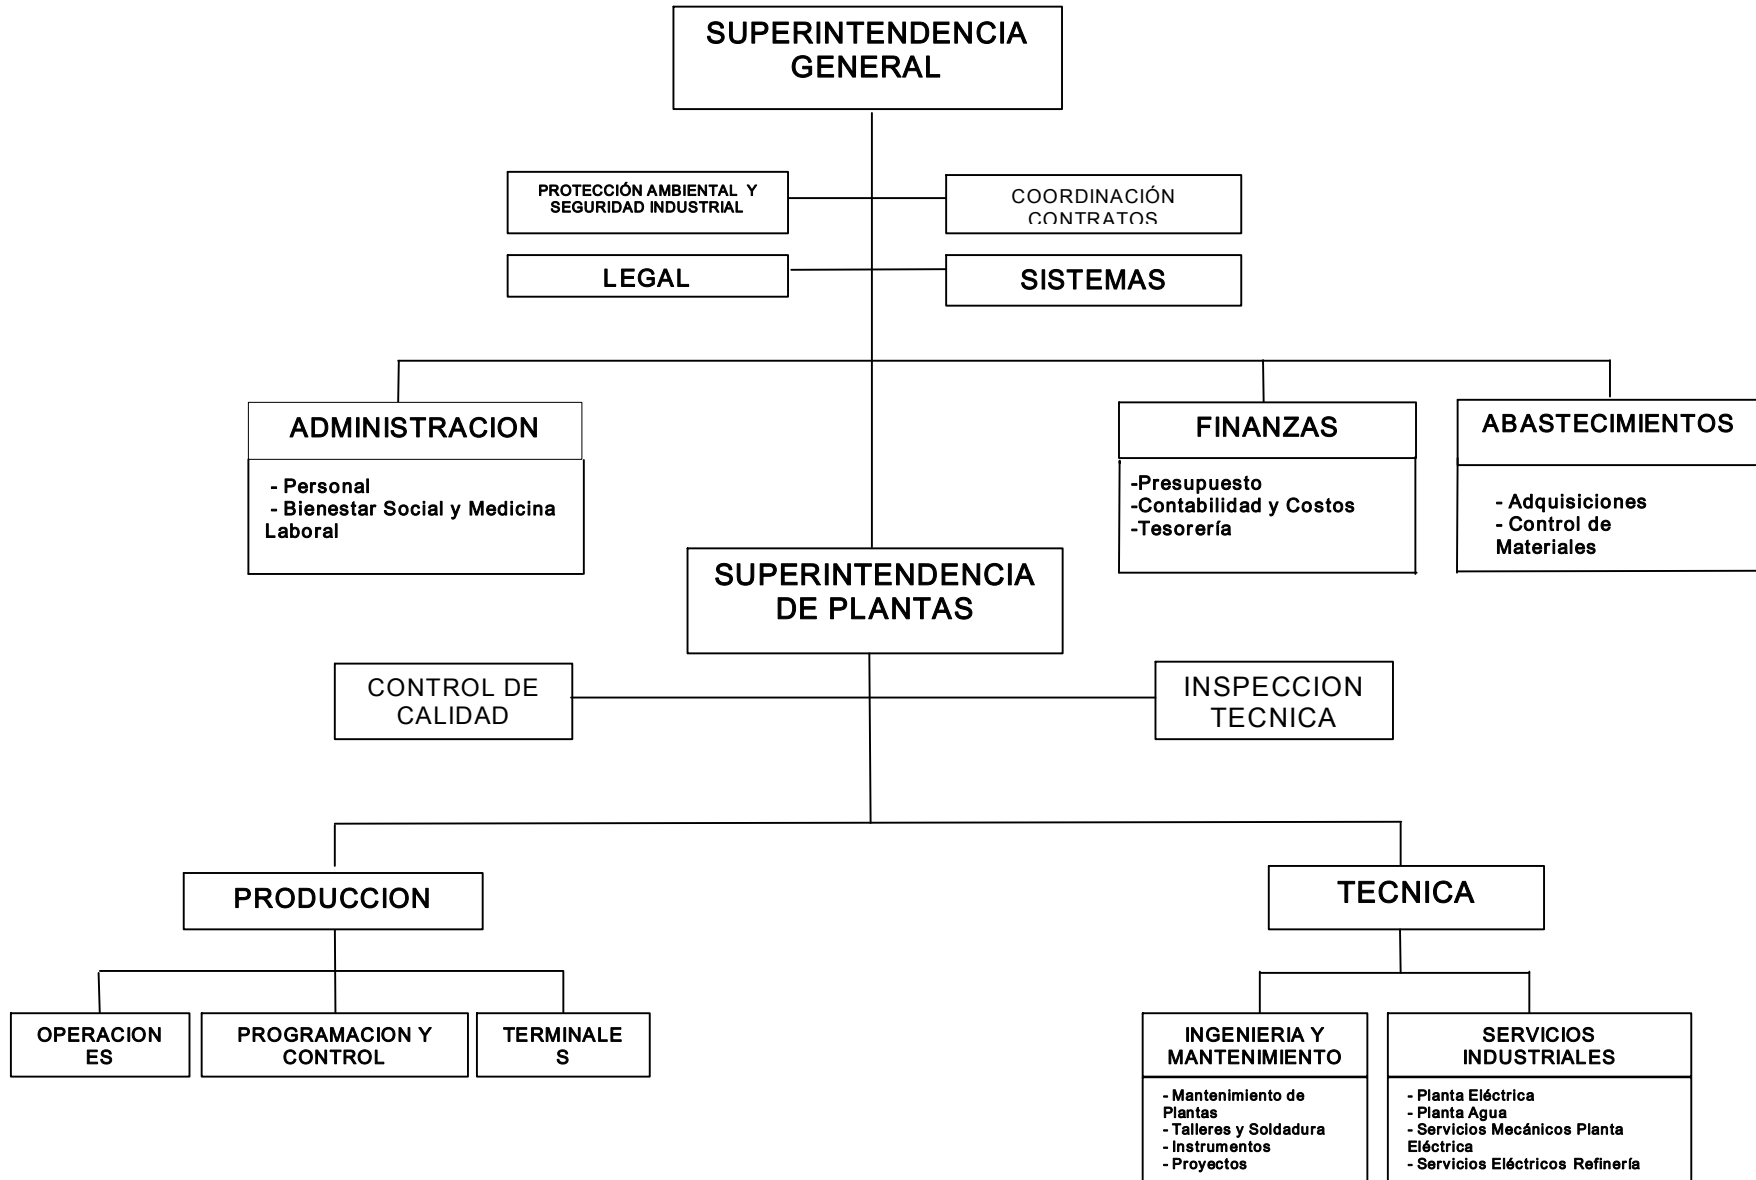 SUPERINTENDENCIA
GENERAL
PROTECCIÓN AMBIENTAL Y
SEGURIDAD INDUSTRIAL
COORDINACIÓN
CONTRATOS
LEGAL
SISTEMAS
ADMINISTRACION
- Personal
- Bienestar Social y Medicina
Laboral
FINANZAS
-Presupuesto
-Contabilidad y Costos
-Tesorería
ABASTECIMIENTOS
- Adquisiciones
- Control de
Materiales
SUPERINTENDENCIA
DE PLANTAS
CONTROL DE
CALIDAD
INSPECCION
TECNICA
PRODUCCION
TECNICA
OPERACION
ES
PROGRAMACION Y
CONTROL
TERMINALE
S
INGENIERIA Y
MANTENIMIENTO
- Mantenimiento de
Plantas
- Talleres y Soldadura
- Instrumentos
- Proyectos
SERVICIOS
INDUSTRIALES
- Planta Eléctrica
- Planta Agua
- Servicios Mecánicos Planta
Eléctrica
- Servicios Eléctricos Refinería